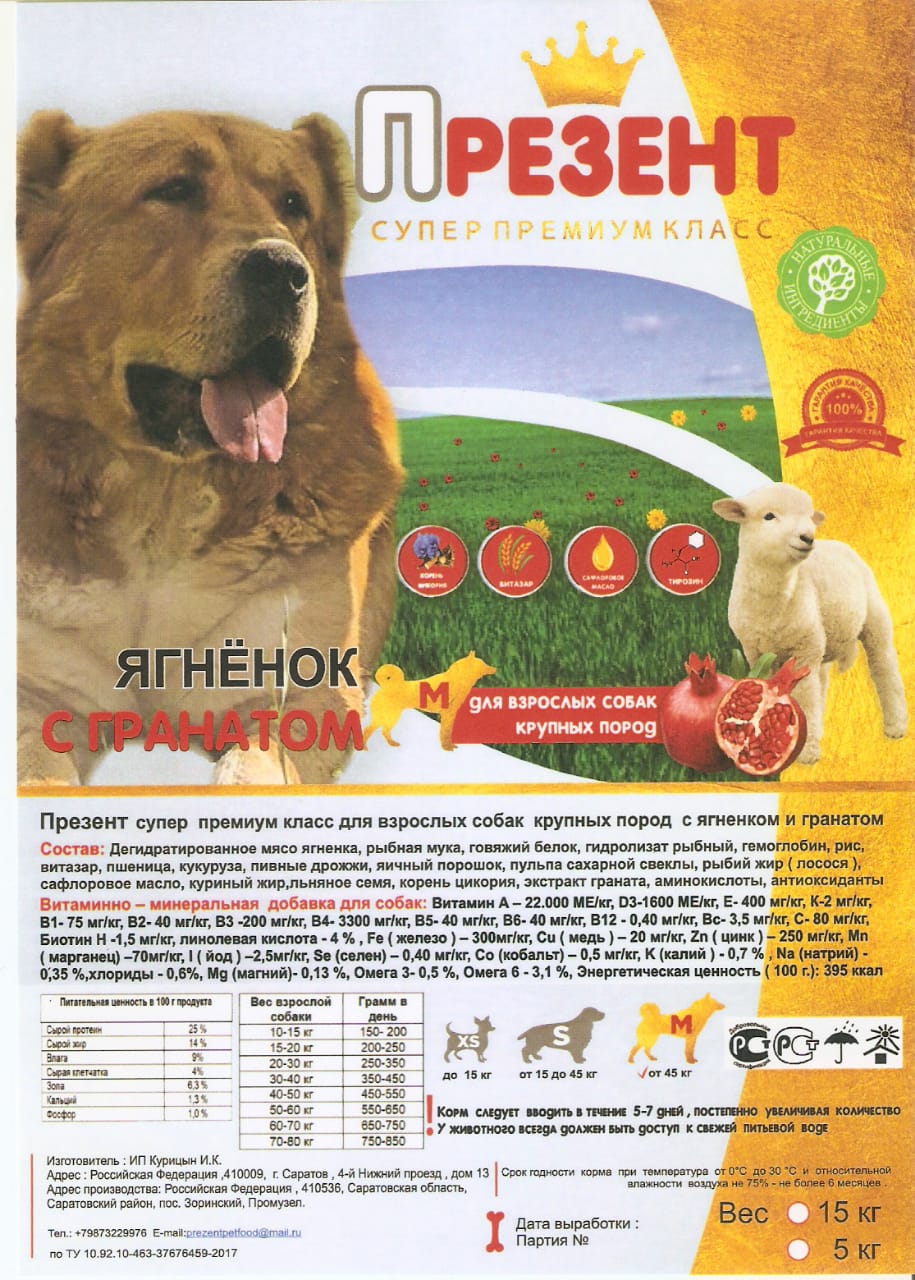 ПРЕЗЕНТ
СУПЕР ПРЕМИУМ КЛАСС
НАТУРАЛЬНЫЕ ИНГРЕДИЕНТЫ
ГАРАНТИЯ КАЧЕСТВА
100%
ГАРАНТИЯ КАЧЕСТВА
КОРЕНЬ ЦИКОРИЯ
ВИТАЗАР
САФЛОРОВОЕ МАСЛО
ТИРОЗИН
ЯГНЁНОК
С ГРАНАТОМ
M
ДЛЯ ВЗРОСЛЫХ СОБАК
КРУПНЫХ ПОРОД
Презент супер премиум класс для взрослых собак крупных пород с ягненком и гранатом
Состав: Дегидратированное мясо ягненка, рыбная мука, говяжий белок, гидролизат рыбный, гемоглобин, рис,
витазар, пшеница, кукуруза, пивные дрожжи, яичный порошок, пульпа сахарной свеклы, рыбий жир ( лосося ),
сафлоровое масло, куриный жир,льняное семя, корень цикория, экстракт граната, аминокислоты, антиоксиданты
Витаминно – минеральная добавка для собак: Витамин А – 22.000 МЕ/кг, D3-1600 МЕ/кг, Е- 400 мг/кг, К-2 мг/кг,
В1- 75 мг/кг, В2- 40 мг/кг, В3 -200 мг/кг, В4- 3300 мг/кг, В5- 40 мг/кг, В6- 40 мг/кг, В12 - 0,40 мг/кг, Вс- 3,5 мг/кг, С- 80 мг/кг,
Биотин Н -1,5 мг/кг, линолевая кислота - 4 % , Fe ( железо ) – 300мг/кг, Cu ( медь ) – 20 мг/кг, Zn ( цинк ) – 250 мг/кг, Mn
( марганец ) –70мг/кг, I ( йод ) –2,5мг/кг, Se (селен) – 0,40 мг/кг, Co (кобальт) – 0,5 мг/кг, K (калий ) - 0,7 % , Na (натрий) -
0,35 %,хлориды - 0,6%, Mg (магний)- 0,13 %, Омега 3- 0,5 %, Омега 6 - 3,1 %, Энергетическая ценность ( 100 г.): 395 ккал
Питательная ценность в 100 г продукта
Сырой протеин 25 %
Сырой жир 14 %
Влага 9%
Сырая клетчатка 4%
Зола 6,3 %
Кальций 1,3 %
Фосфор 1,0 %
Вес взрослой собаки Грамм в день
10-15 кг 150- 200
15-20 кг 200-250
20-30 кг 250-350
30-40 кг 350-450
40-50 кг 450-550
50-60 кг 550-650
60-70 кг 650-750
70-80 кг 750-850
XS S M
до 15 кг от 15 до 45 кг от 45 кг
Добровольная сертификация
Корм следует вводить в течение 5-7 дней , постепенно увеличивая количество
! У животного всегда должен быть доступ к свежей питьевой воде
Изготовитель : ИП Курицын И.К.
Адрес : Российская Федерация ,410009, г. Саратов , 4-й Нижний проезд , дом 13
Адрес производства: Российская Федерация , 410536, Саратовская область,
Саратовский район, пос. Зоринский, Промузел.
Тел.: +79873229976 E-mail:prezentpetfood@mail.ru
по ТУ 10.92.10-463-37676459-2017
Срок годности корма при температура от 0°C до 30 °C и относительной
влажности воздуха не 75% - не более 6 месяцев .
Дата выработки :
Партия №
Вес 15 кг
5 кг